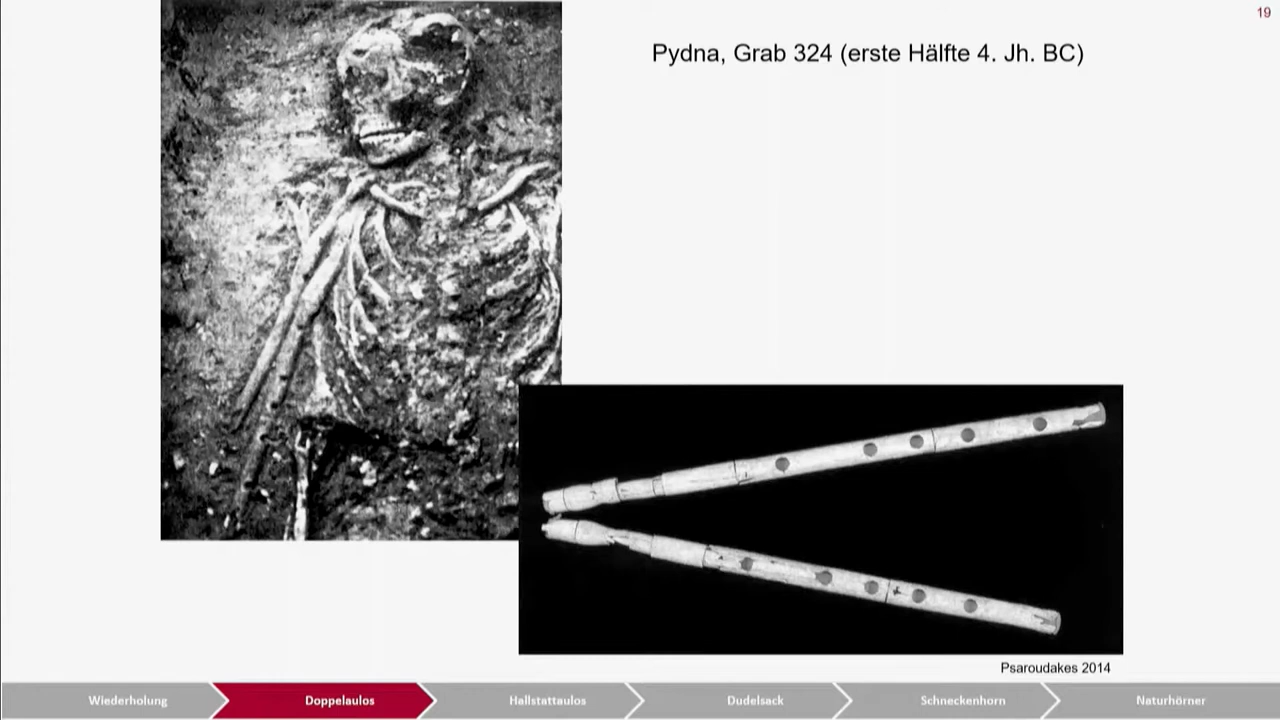 19
Pydna, Grab 324 (erste Hälfte 4. Jh. BC)
Psaroudakes 2014
Wiederholung
Doppelaulos
Hallstattaulos
Dudelsack
Schneckenhorn
Naturhörner